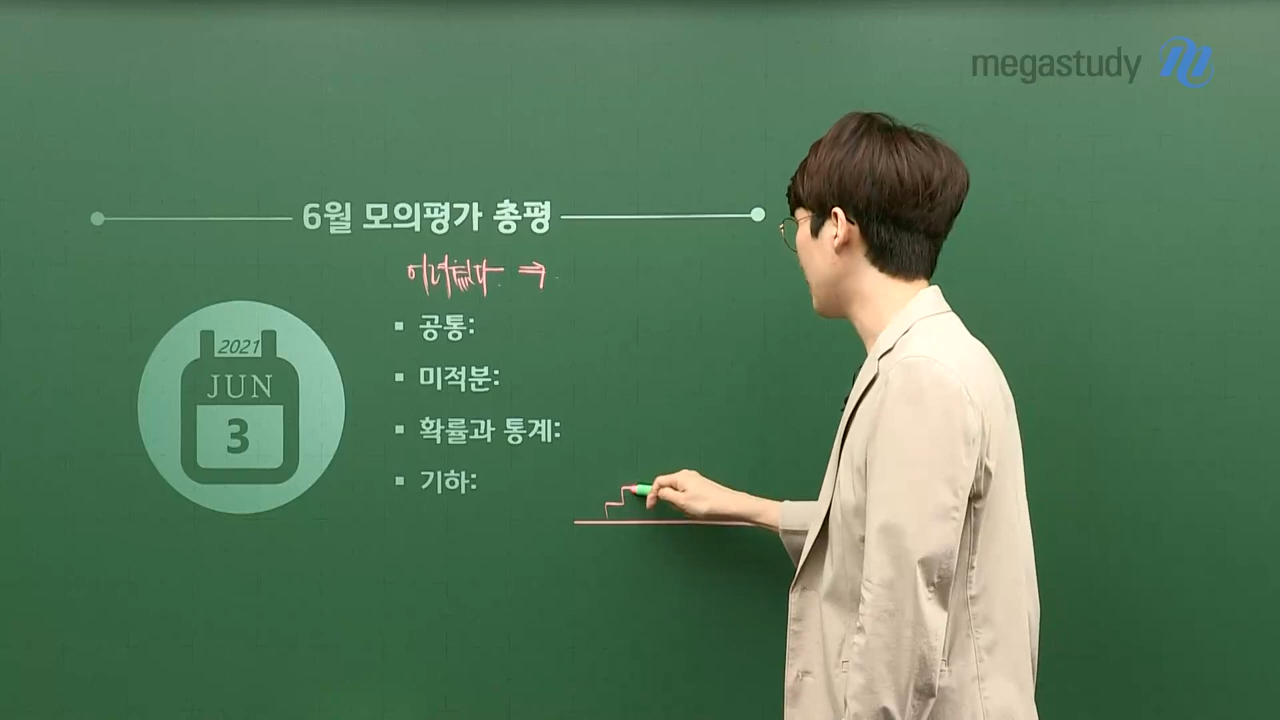 megastudy
6월 모의평가 총평
어려웠다 ⇒
2021
JUN
3
▪ 공통:
▪ 미적분:
▪ 확률과 통계:
▪ 기하: